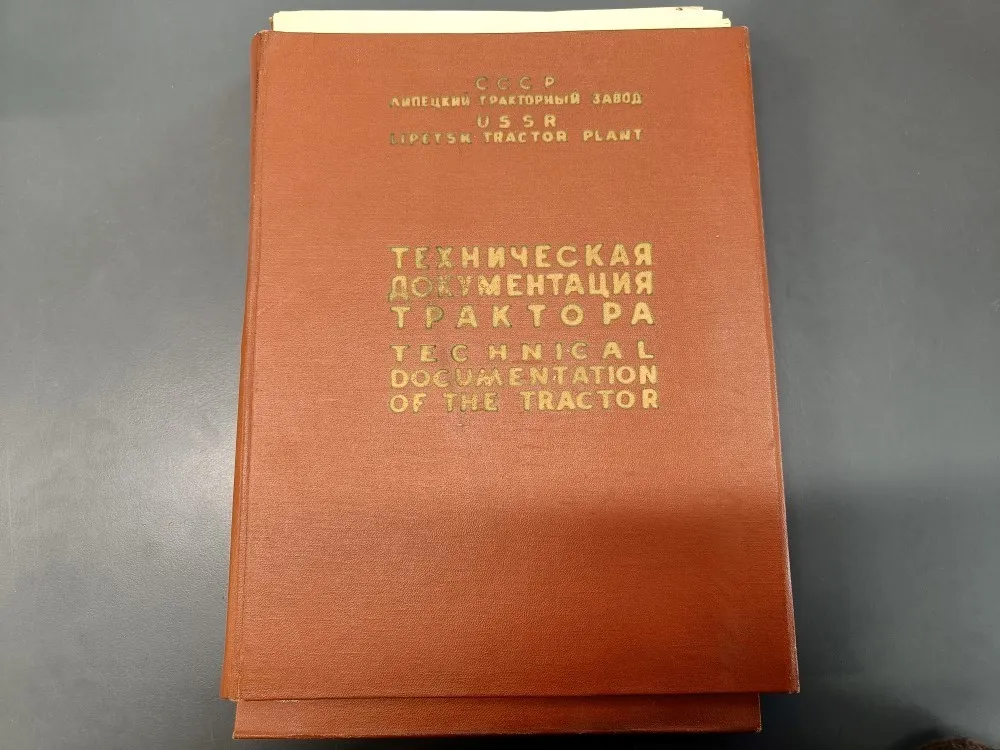 СССР
ЛИПЕЦКИЙ ТРАКТОРНЫЙ ЗАВОД
USSR
LIPETSK TRACTOR PLANT
ТЕХНИЧЕСКАЯ
ДОКУМЕНТАЦИЯ
ТРАКТОРА
TECHNICAL
DOCUMENTATION
OF THE TRACTOR